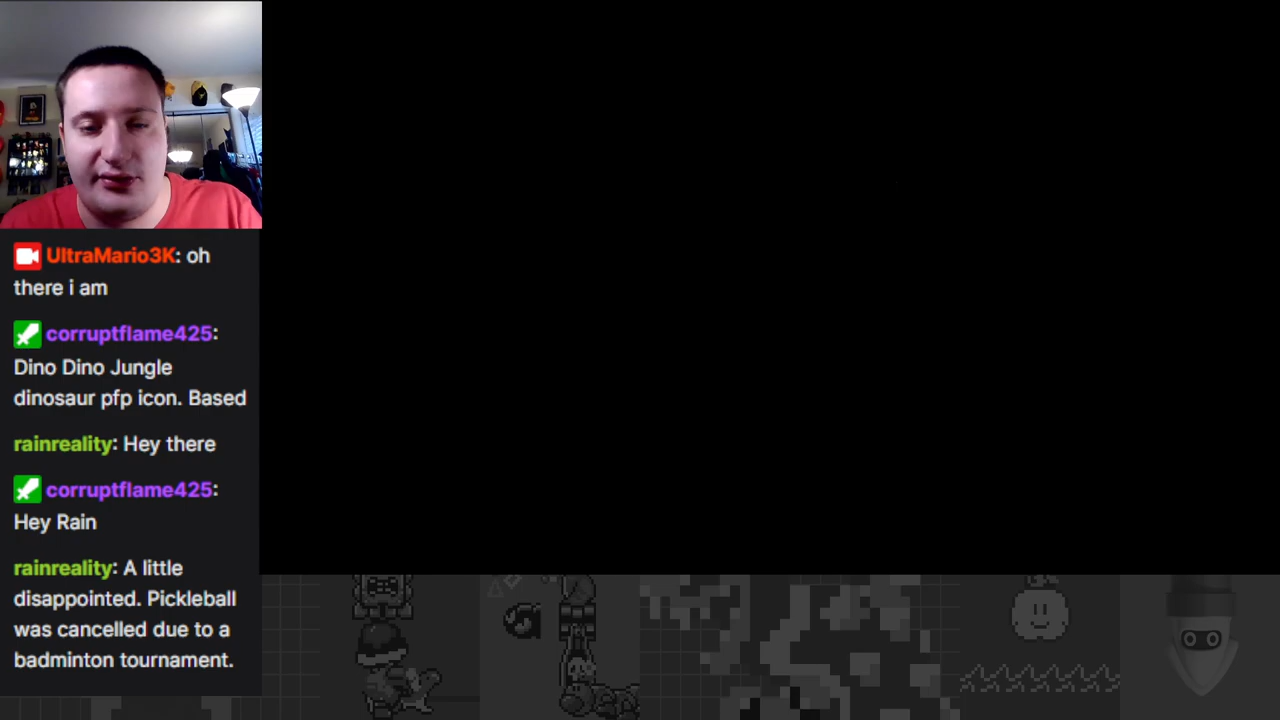 UltraMario3K: oh
there i am
corruptflame425:
Dino Dino Jungle
dinosaur pfp icon. Based
rainreality: Hey there
corruptflame425:
Hey Rain
rainreality: A little
disappointed. Pickleball
was cancelled due to a
badminton tournament.